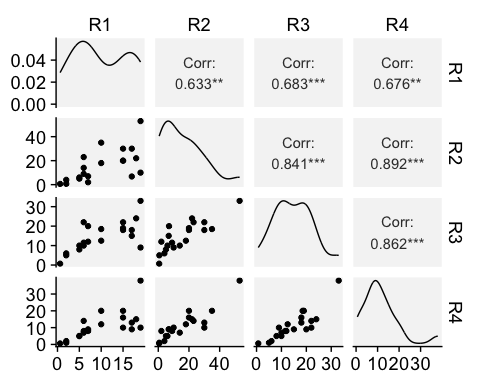 R1 R2 R3 R4
0.04
0.02
0.00
Corr:
0.633**
Corr:
0.683***
Corr:
0.676**
R1
40
20
0
Corr:
0.841***
Corr:
0.892***
R2
30
20
10
0
Corr:
0.862***
R3
30
20
10
0
R4
0 5 10 15 0 20 40 0 10 20 30 0 10 20 30